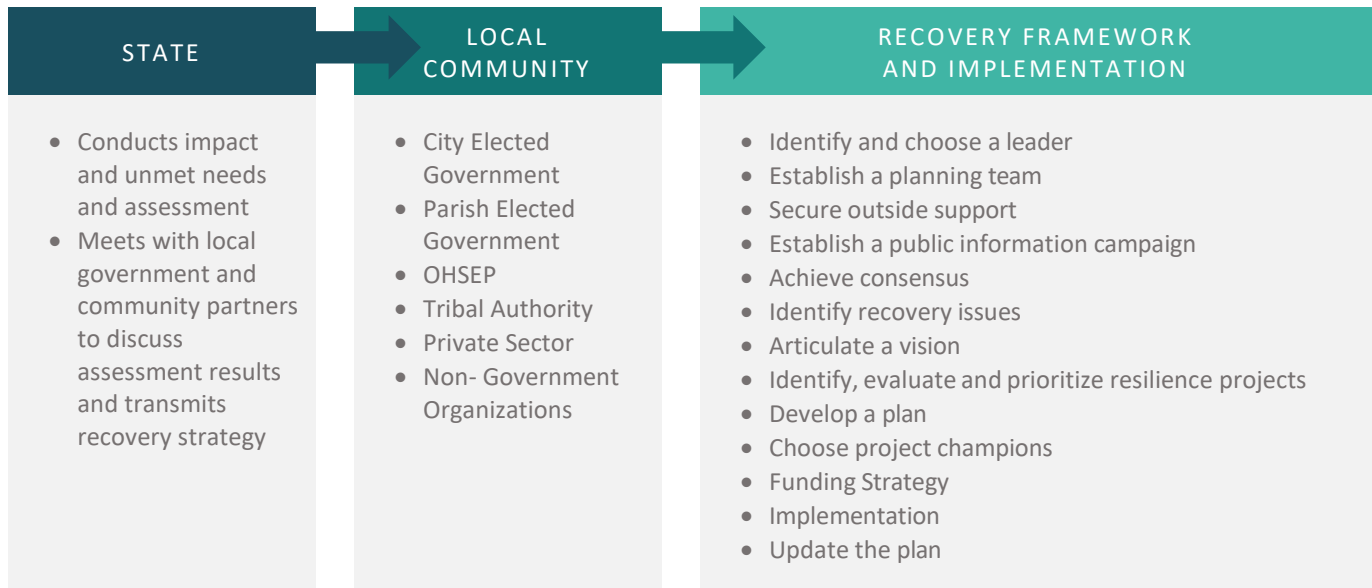 STATE
• Conducts impact
and unmet needs
and assessment
• Meets with local
government and
community partners
to discuss
assessment results
and transmits
recovery strategy
LOCAL
COMMUNITY
• City Elected
Government
• Parish Elected
Government
• OHSEP
• Tribal Authority
• Private Sector
• Non- Government
Organizations
RECOVERY FRAMEWORK
AND IMPLEMENTATION
• Identify and choose a leader
• Establish a planning team
• Secure outside support
• Establish a public information campaign
• Achieve consensus
• Identify recovery issues
• Articulate a vision
• Identify, evaluate and prioritize resilience projects
• Develop a plan
• Choose project champions
• Funding Strategy
• Implementation
• Update the plan